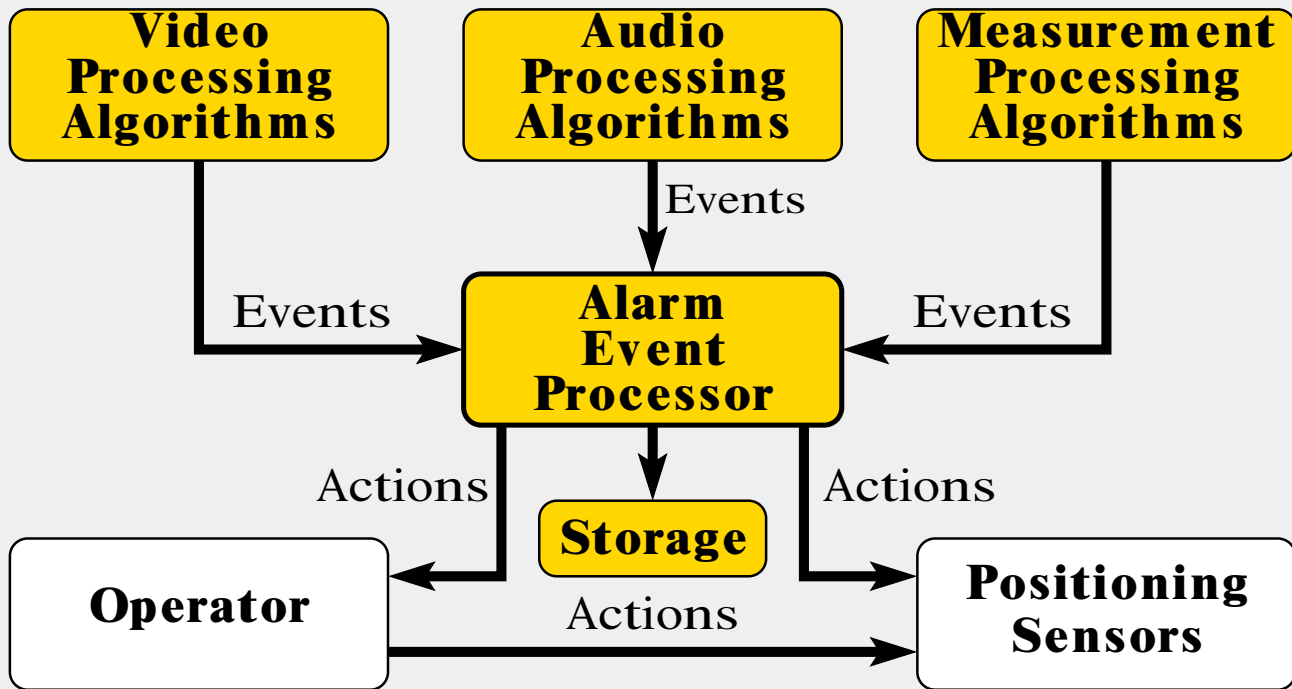 Video
Processing
Algorithms
Audio
Processing
Algorithms
Measurement
Processing
Algorithms
Events
Events
Events
Alarm
Event
Processor
Actions
Actions
Storage
Operator
Actions
Positioning
Sensors